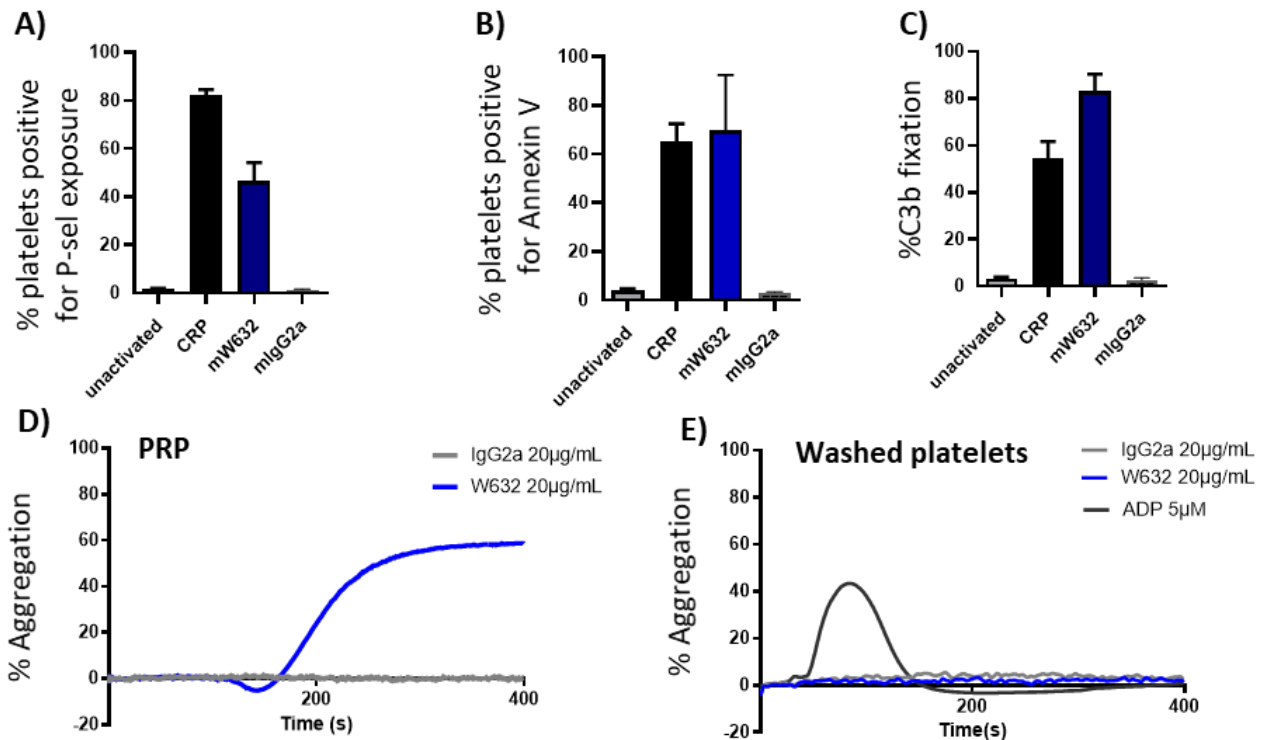 A)
% platelets positive
for P-sel exposure
100
80
60
40
20
0
unactivated
CRP
mW632
mIgG2a
B)
% platelets positive
for Annexin V
100
80
60
40
20
0
unactivated
CRP
mW632
mIgG2a
C)
%C3b fixation
100
80
60
40
20
0
unactivated
CRP
mW632
mIgG2a
D)
PRP
IgG2a 20µg/mL
W632 20µg/mL
% Aggregation
100
80
60
40
20
0
-20
200
400
Time (s)
E)
Washed platelets
IgG2a 20µg/mL
W632 20µg/mL
ADP 5µM
% Aggregation
100
80
60
40
20
0
-20
200
400
Time(s)